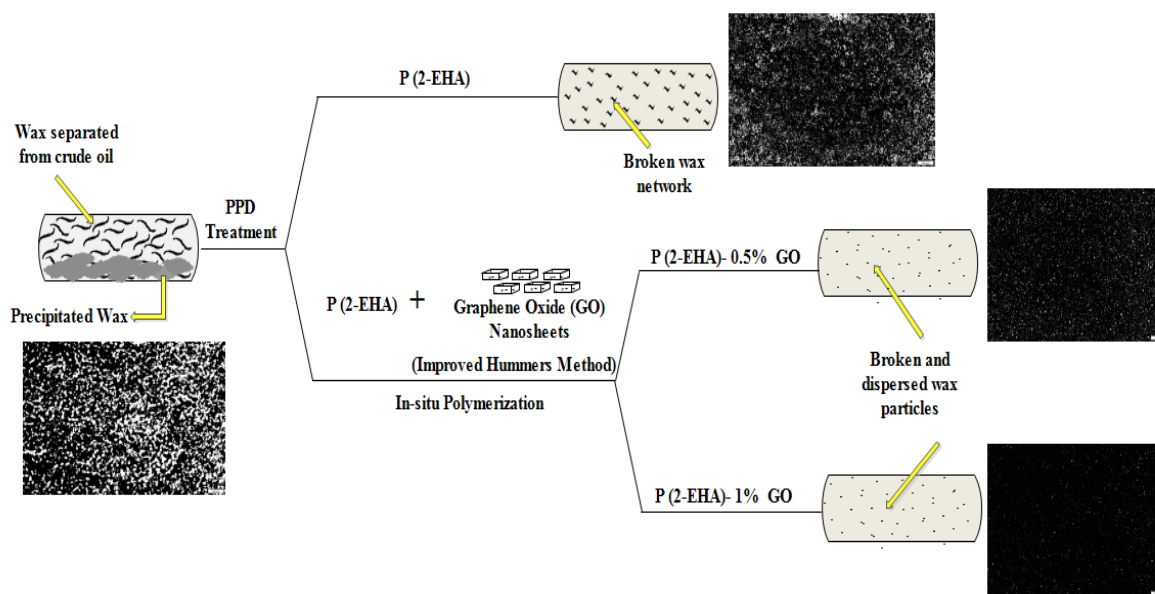 Wax separated
from crude oil
Precipitated Wax
PPD
Treatment
P (2-EHA)
Broken wax
network
P (2-EHA) +
Graphene Oxide (GO)
Nanosheets
(Improved Hummers Method)
In-situ Polymerization
P (2-EHA)- 0.5% GO
Broken and
dispersed wax
particles
P (2-EHA)- 1% GO